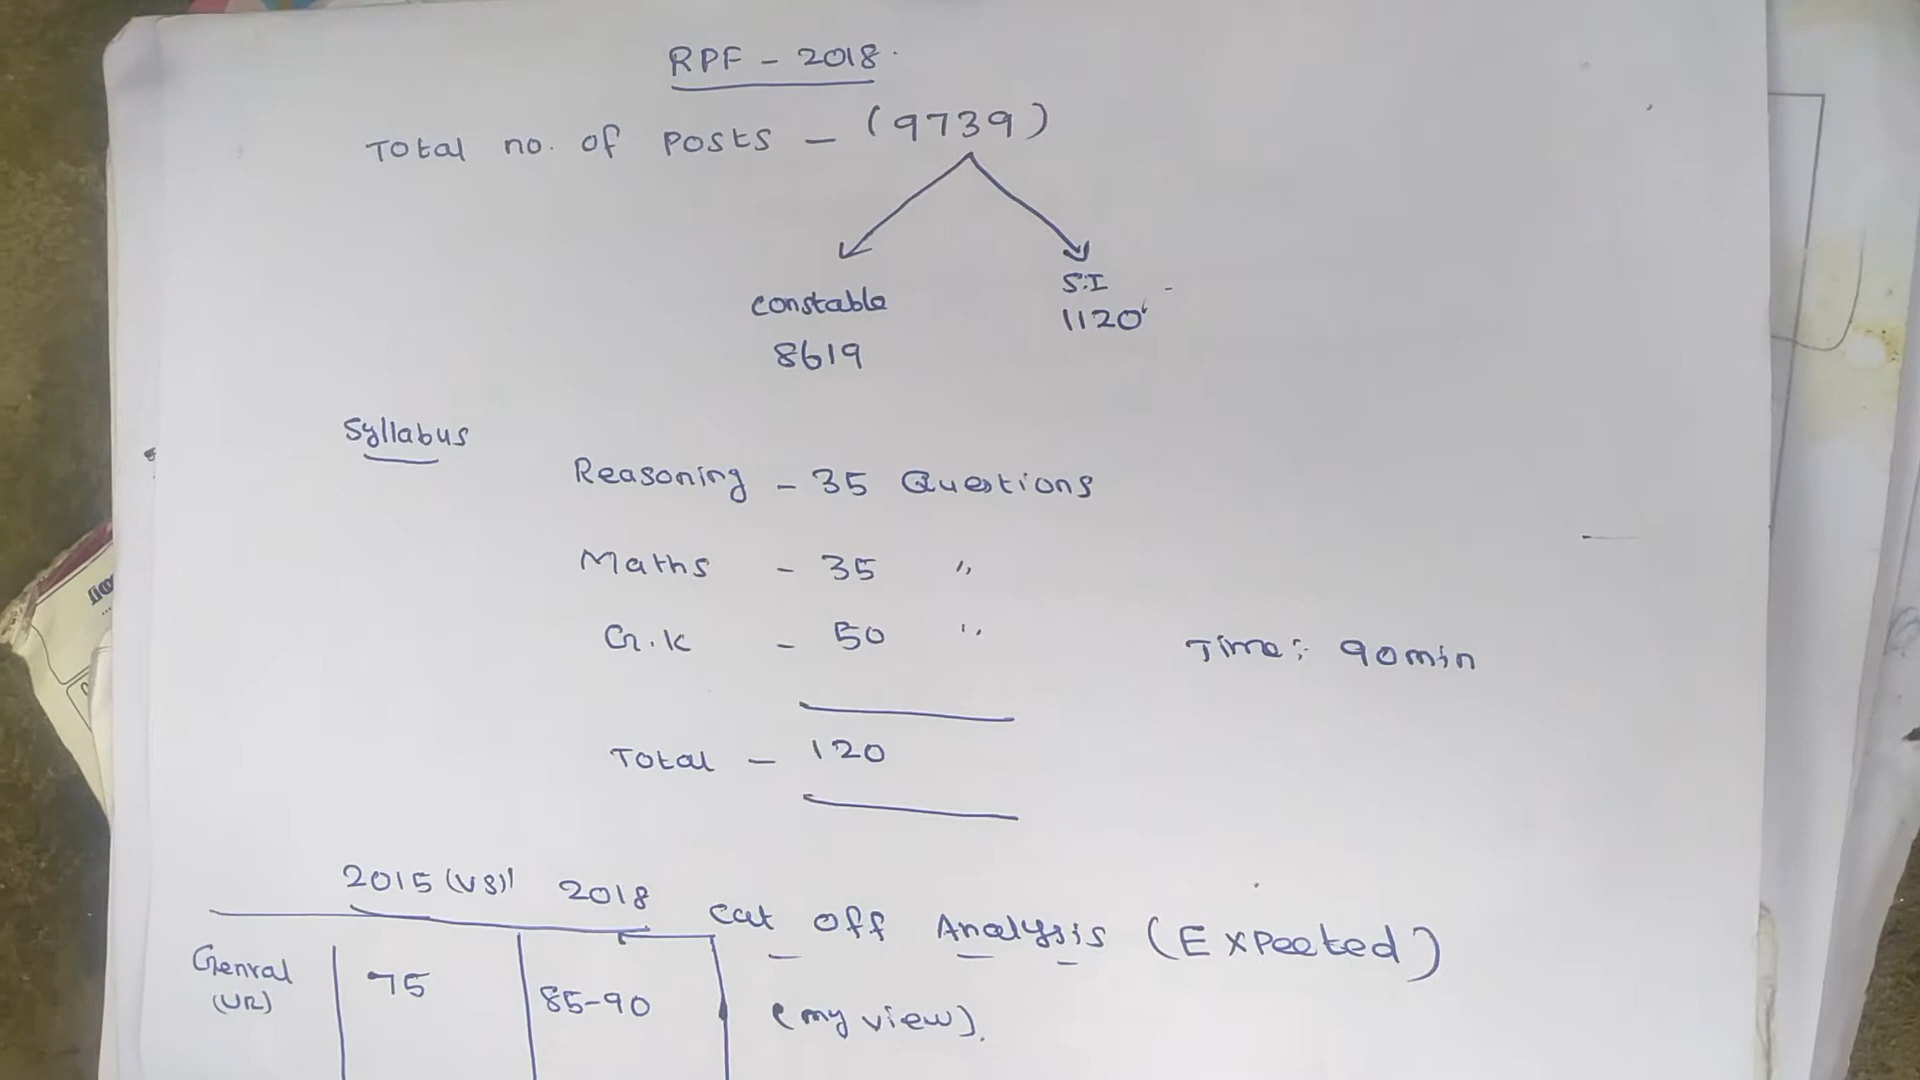 RPF - 2018
Total no. of Posts - (9739)
Constable
8619
S.I
1120
Syllabus
Reasoning - 35 Questions
Maths - 35 "
G.K - 50 "
Time:- 90min
Total - 120
2015 (VS) 2018
Cut Off Analysis (Expected)
Genral 75 85-90
(UR)
(my view).